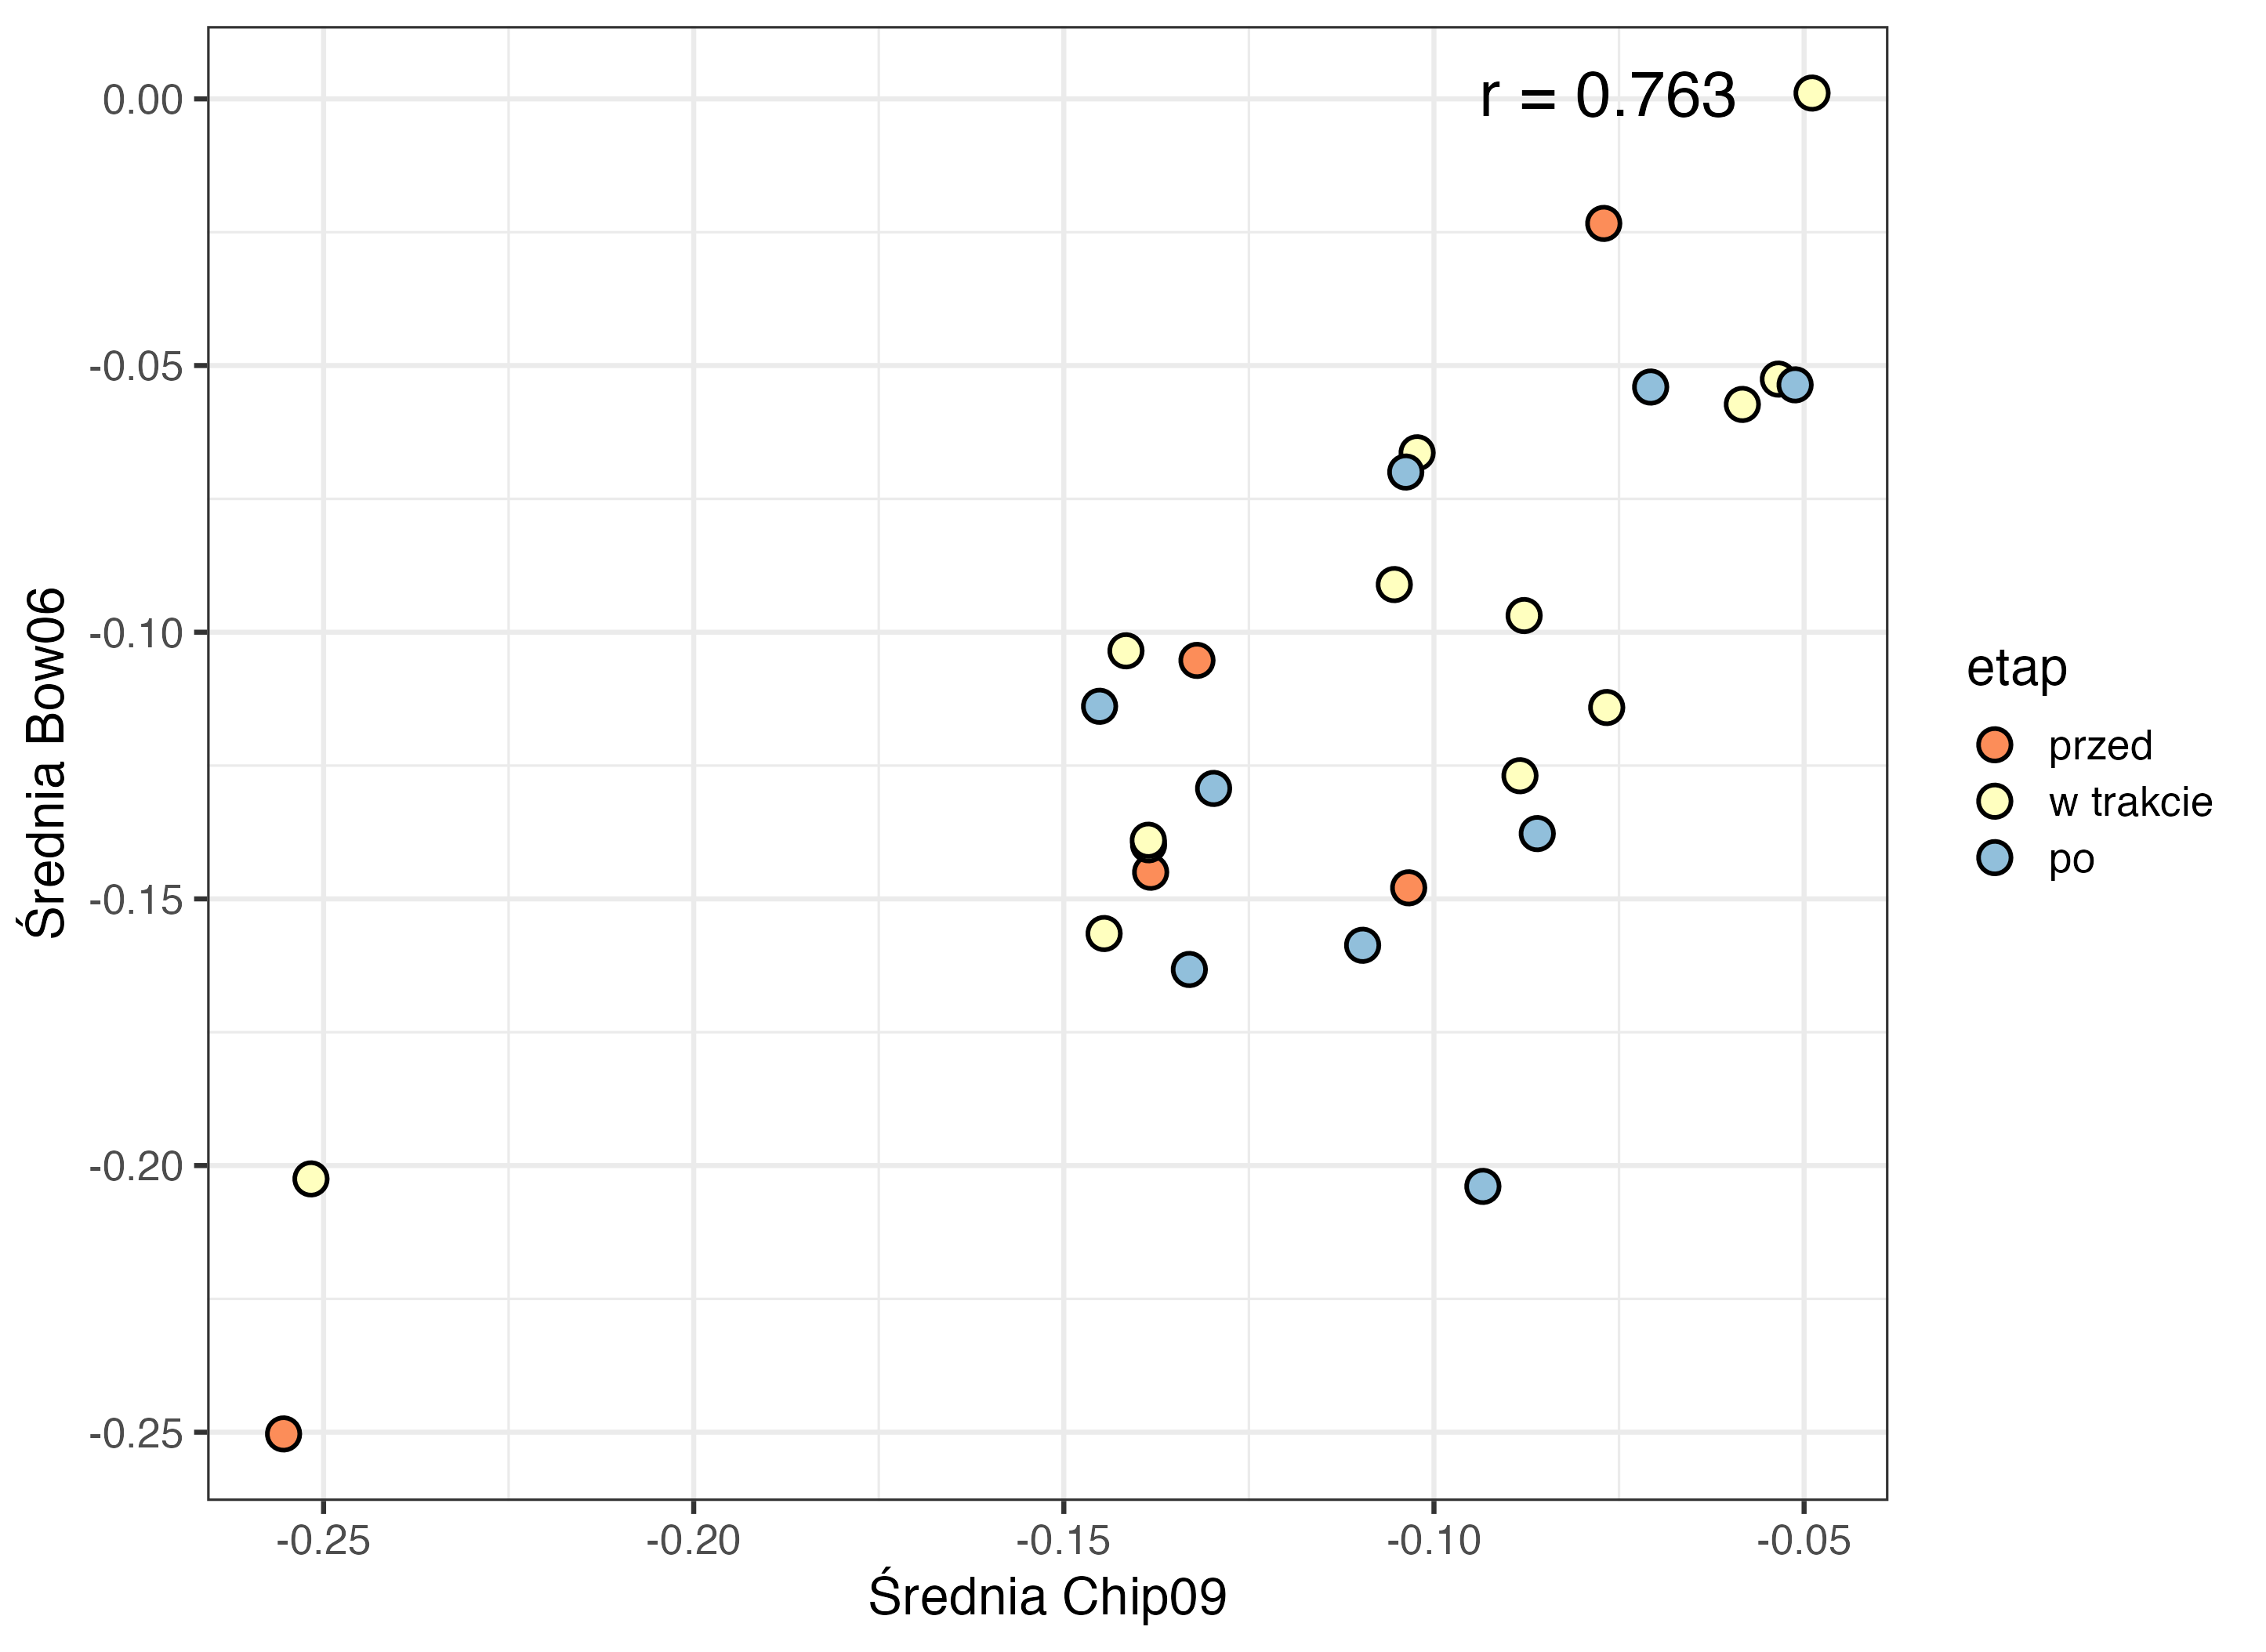 r = 0.763
0.00
-0.05
-0.10
-0.15
-0.20
-0.25
Średnia Bow06
-0.25
-0.20
-0.15
-0.10
-0.05
Średnia Chip09
etap
przed
w trakcie
po